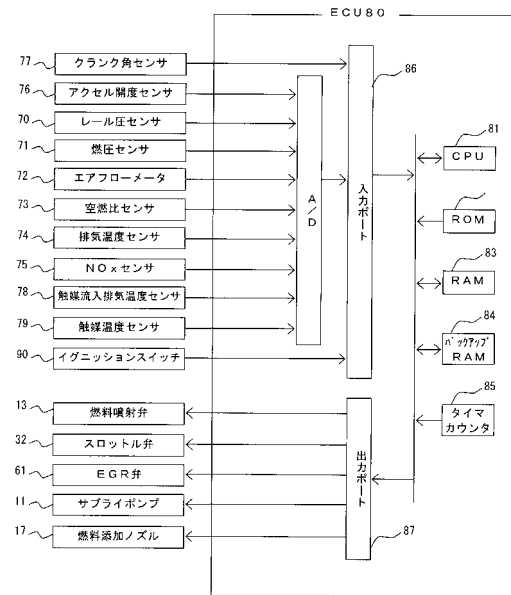 ECU80
77 クランク角センサ
76 アクセル開度センサ
70 レール圧センサ
71 燃圧センサ
72 エアフローメータ
73 空燃比センサ
74 排気温度センサ
75 NOxセンサ
78 触媒流入排気温度センサ
79 触媒温度センサ
90 イグニッションスイッチ
A/D
入力ポート
86
81
CPU
ROM
83
RAM
84
バックアップ
RAM
85
タイマ
カウンタ
13 燃料噴射弁
32 スロットル弁
61 EGR弁
11 サプライポンプ
17 燃料添加ノズル
出力ポート
87